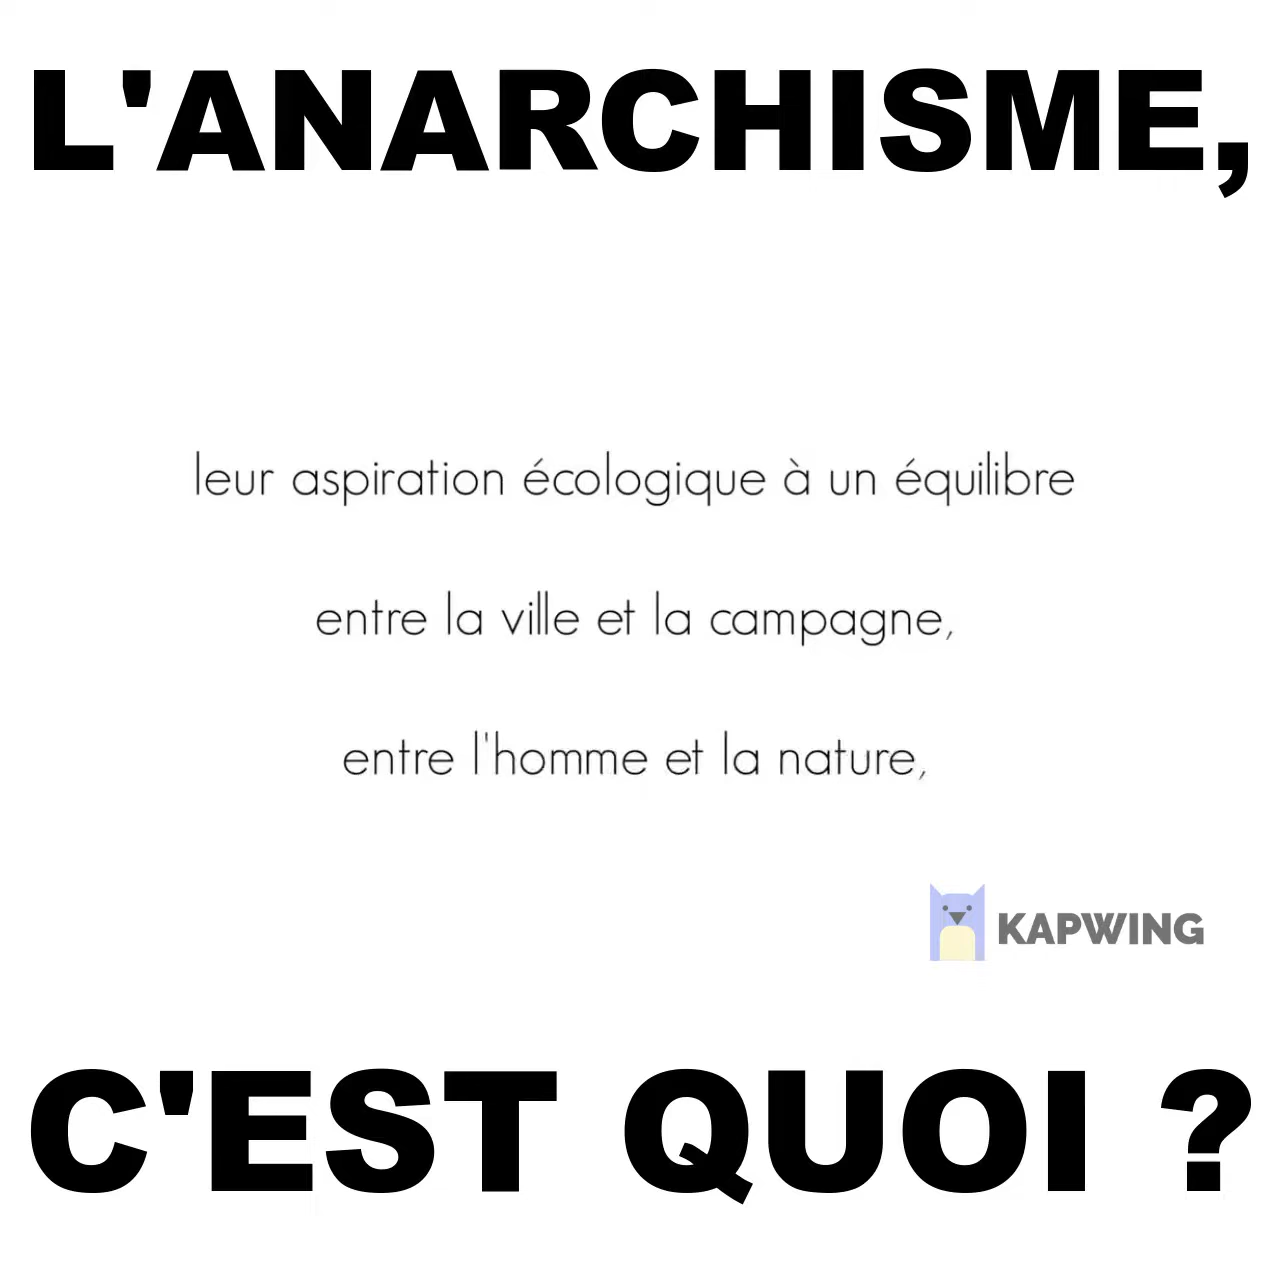 L'ANARCHISME,
leur aspiration écologique à un équilibre
entre la ville et la campagne,
entre l'homme et la nature,
KAPWING
C'EST QUOI ?